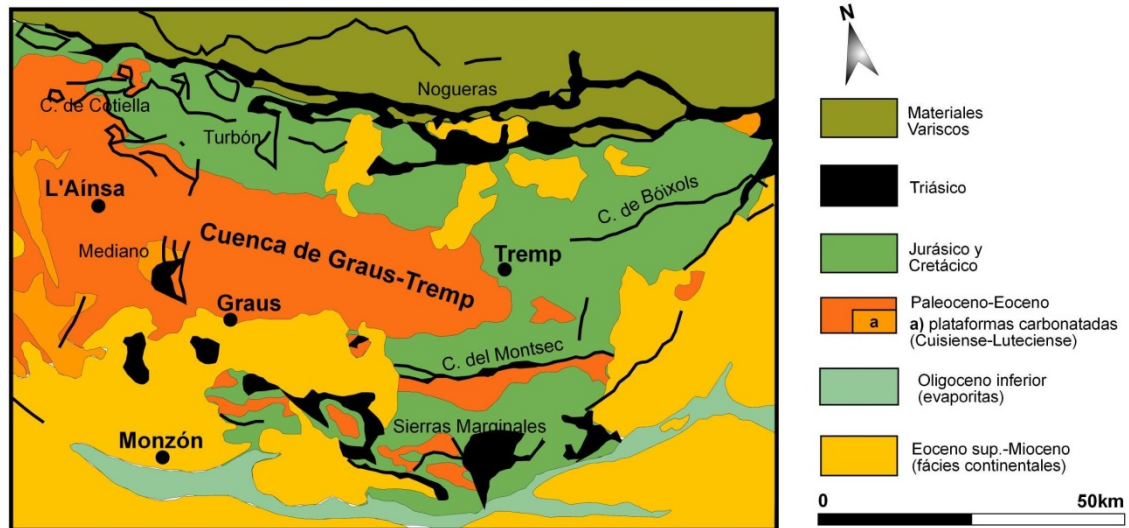 Nogueras
C. de Cotiella
Turbón
L'Aínsa
C. de Bóixols
Cuenca de Graus-Tremp
Mediano
Tremp
Graus
C. del Montsec
Sierras Marginales
Monzón
N
Materiales
Variscos
Triásico
Jurásico y
Cretácico
Paleoceno-Eoceno
a
a) plataformas carbonatadas
(Cuisiense-Luteciense)
Oligoceno inferior
(evaporitas)
Eoceno sup.-Mioceno
(fácies continentales)
0
50km